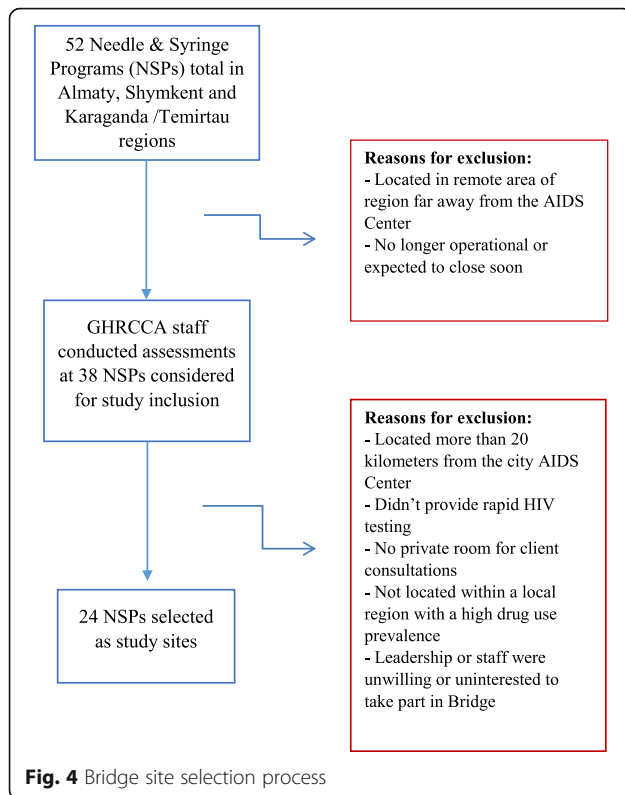 52 Needle & Syringe
Programs (NSPs) total in
Almaty, Shymkent and
Karaganda /Temirtau
regions
Reasons for exclusion:
- Located in remote area of
region far away from the AIDS
Center
- No longer operational or
expected to close soon
GHRCCA staff
conducted assessments
at 38 NSPs considered
for study inclusion
Reasons for exclusion:
- Located more than 20
kilometers from the city AIDS
Center
- Didn’t provide rapid HIV
testing
- No private room for client
consultations
- Not located within a local
region with a high drug use
prevalence
- Leadership or staff were
unwilling or uninterested to
take part in Bridge
24 NSPs selected
as study sites
Fig. 4 Bridge site selection process